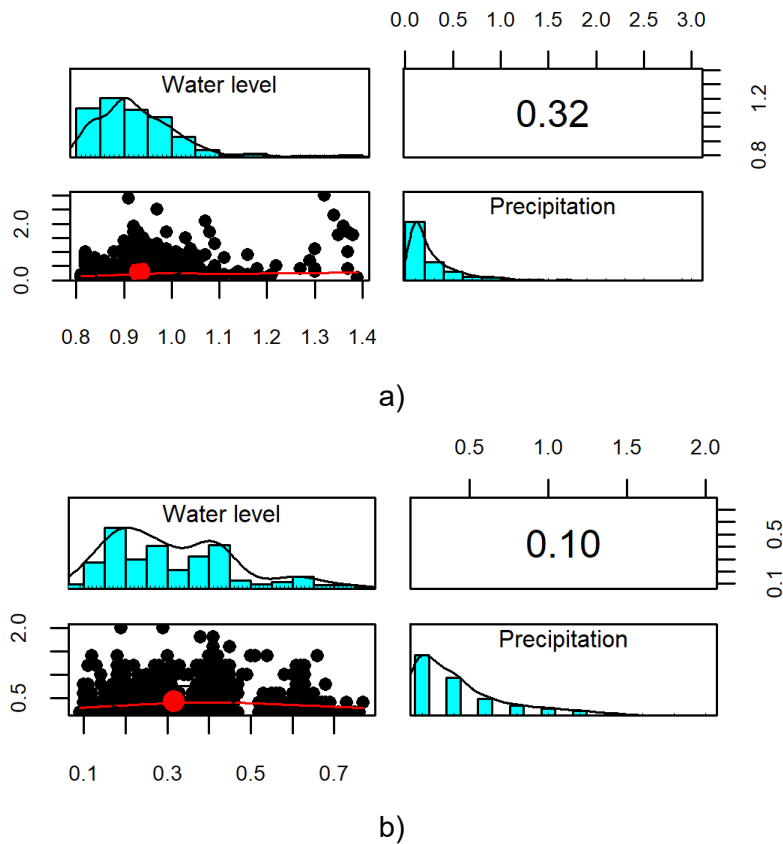 0.0 0.5 1.0 1.5 2.0 2.5 3.0
Water level
0.32
0.8 1.2
Precipitation
0.0 2.0
0.8 0.9 1.0 1.1 1.2 1.3 1.4
a)
0.5 1.0 1.5 2.0
Water level
0.10
0.1 0.5
Precipitation
0.5 2.0
0.1 0.3 0.5 0.7
b)